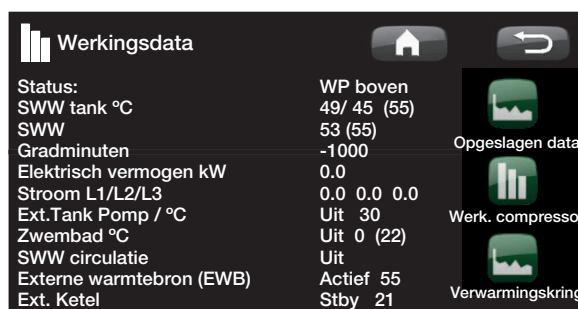 Werkingsdata
Status: WP boven
SWW tank ºC 49/ 45 (55)
SWW 53 (55)
Gradminuten -1000
Elektrisch vermogen kW 0.0
Stroom L1/L2/L3 0.0 0.0 0.0
Ext.Tank Pomp / ºC Uit 30
Zwembad ºC Uit 0 (22)
SWW circulatie Uit
Externe warmtebron (EWB) Actief 55
Ext. Ketel Stby 21
Opgeslagen data
Werk. compresso
Verwarmingskring